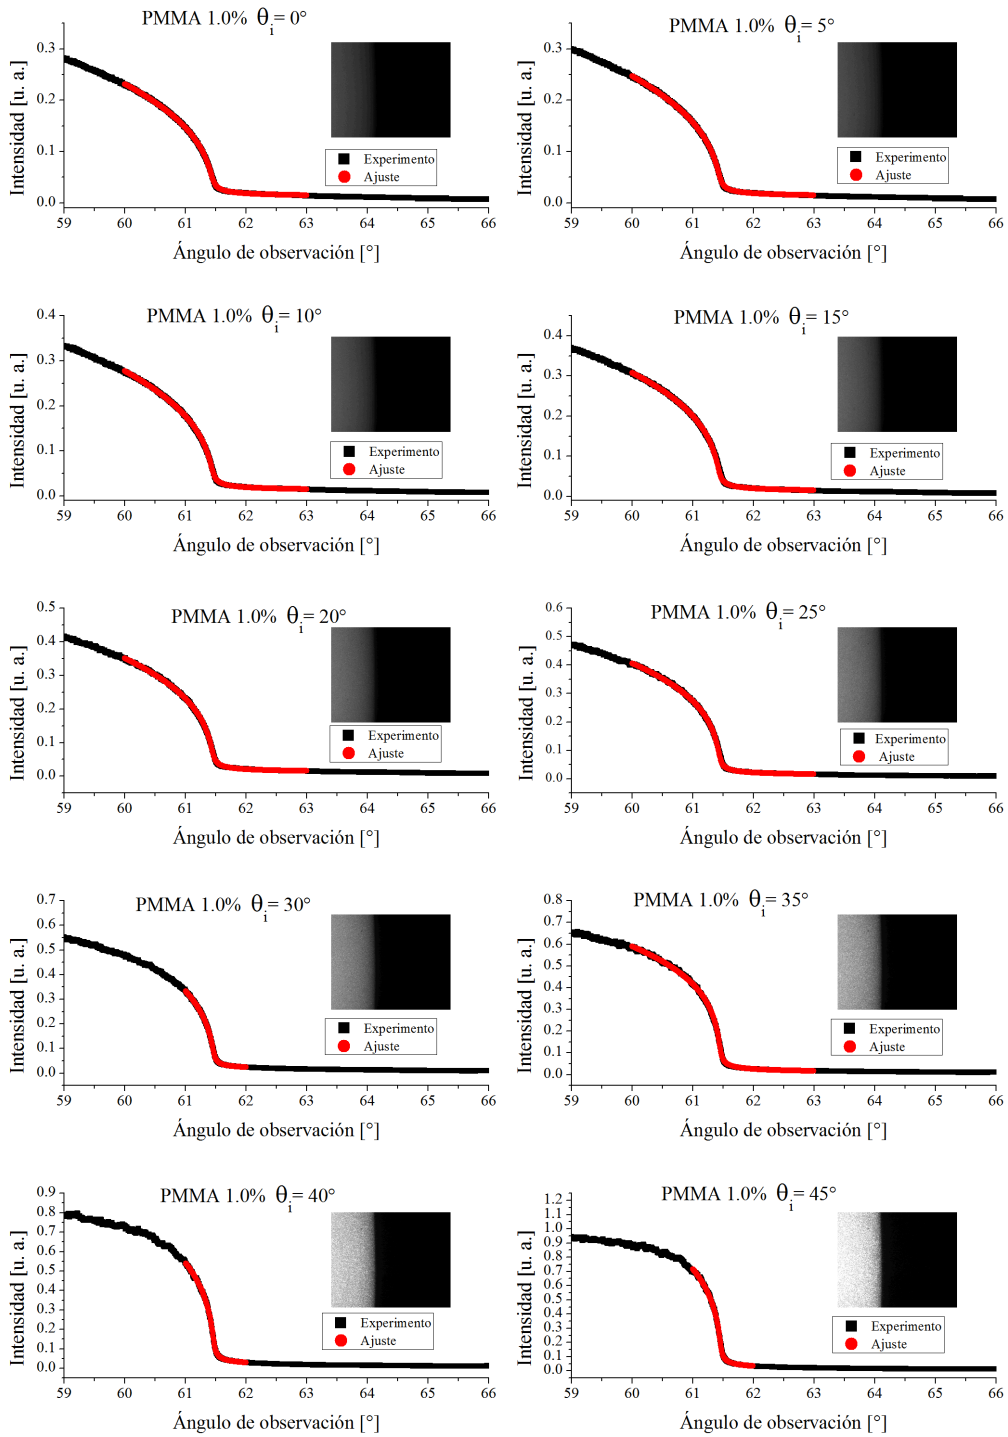 PMMA 1.0% θi= 0°
Intensidad [u. a.]
0.3
0.2
0.1
0.0
Experimento
Ajuste
59 60 61 62 63 64 65 66
Ángulo de observación [°]
PMMA 1.0% θi= 5°
Intensidad [u. a.]
0.3
0.2
0.1
0.0
Experimento
Ajuste
59 60 61 62 63 64 65 66
Ángulo de observación [°]
PMMA 1.0% θi= 10°
Intensidad [u. a.]
0.4
0.3
0.2
0.1
0.0
Experimento
Ajuste
59 60 61 62 63 64 65 66
Ángulo de observación [°]
PMMA 1.0% θi= 15°
Intensidad [u. a.]
0.4
0.3
0.2
0.1
0.0
Experimento
Ajuste
59 60 61 62 63 64 65 66
Ángulo de observación [°]
PMMA 1.0% θi= 20°
Intensidad [u. a.]
0.5
0.4
0.3
0.2
0.1
0.0
Experimento
Ajuste
59 60 61 62 63 64 65 66
Ángulo de observación [°]
PMMA 1.0% θi= 25°
Intensidad [u. a.]
0.6
0.5
0.4
0.3
0.2
0.1
0.0
Experimento
Ajuste
59 60 61 62 63 64 65 66
Ángulo de observación [°]
PMMA 1.0% θi= 30°
Intensidad [u. a.]
0.7
0.6
0.5
0.4
0.3
0.2
0.1
0.0
Experimento
Ajuste
59 60 61 62 63 64 65 66
Ángulo de observación [°]
PMMA 1.0% θi= 35°
Intensidad [u. a.]
0.8
0.7
0.6
0.5
0.4
0.3
0.2
0.1
0.0
Experimento
Ajuste
59 60 61 62 63 64 65 66
Ángulo de observación [°]
PMMA 1.0% θi= 40°
Intensidad [u. a.]
0.9
0.8
0.7
0.6
0.5
0.4
0.3
0.2
0.1
0.0
Experimento
Ajuste
59 60 61 62 63 64 65 66
Ángulo de observación [°]
PMMA 1.0% θi= 45°
Intensidad [u. a.]
1.2
1.1
1.0
0.9
0.8
0.7
0.6
0.5
0.4
0.3
0.2
0.1
0.0
Experimento
Ajuste
59 60 61 62 63 64 65 66
Ángulo de observación [°]